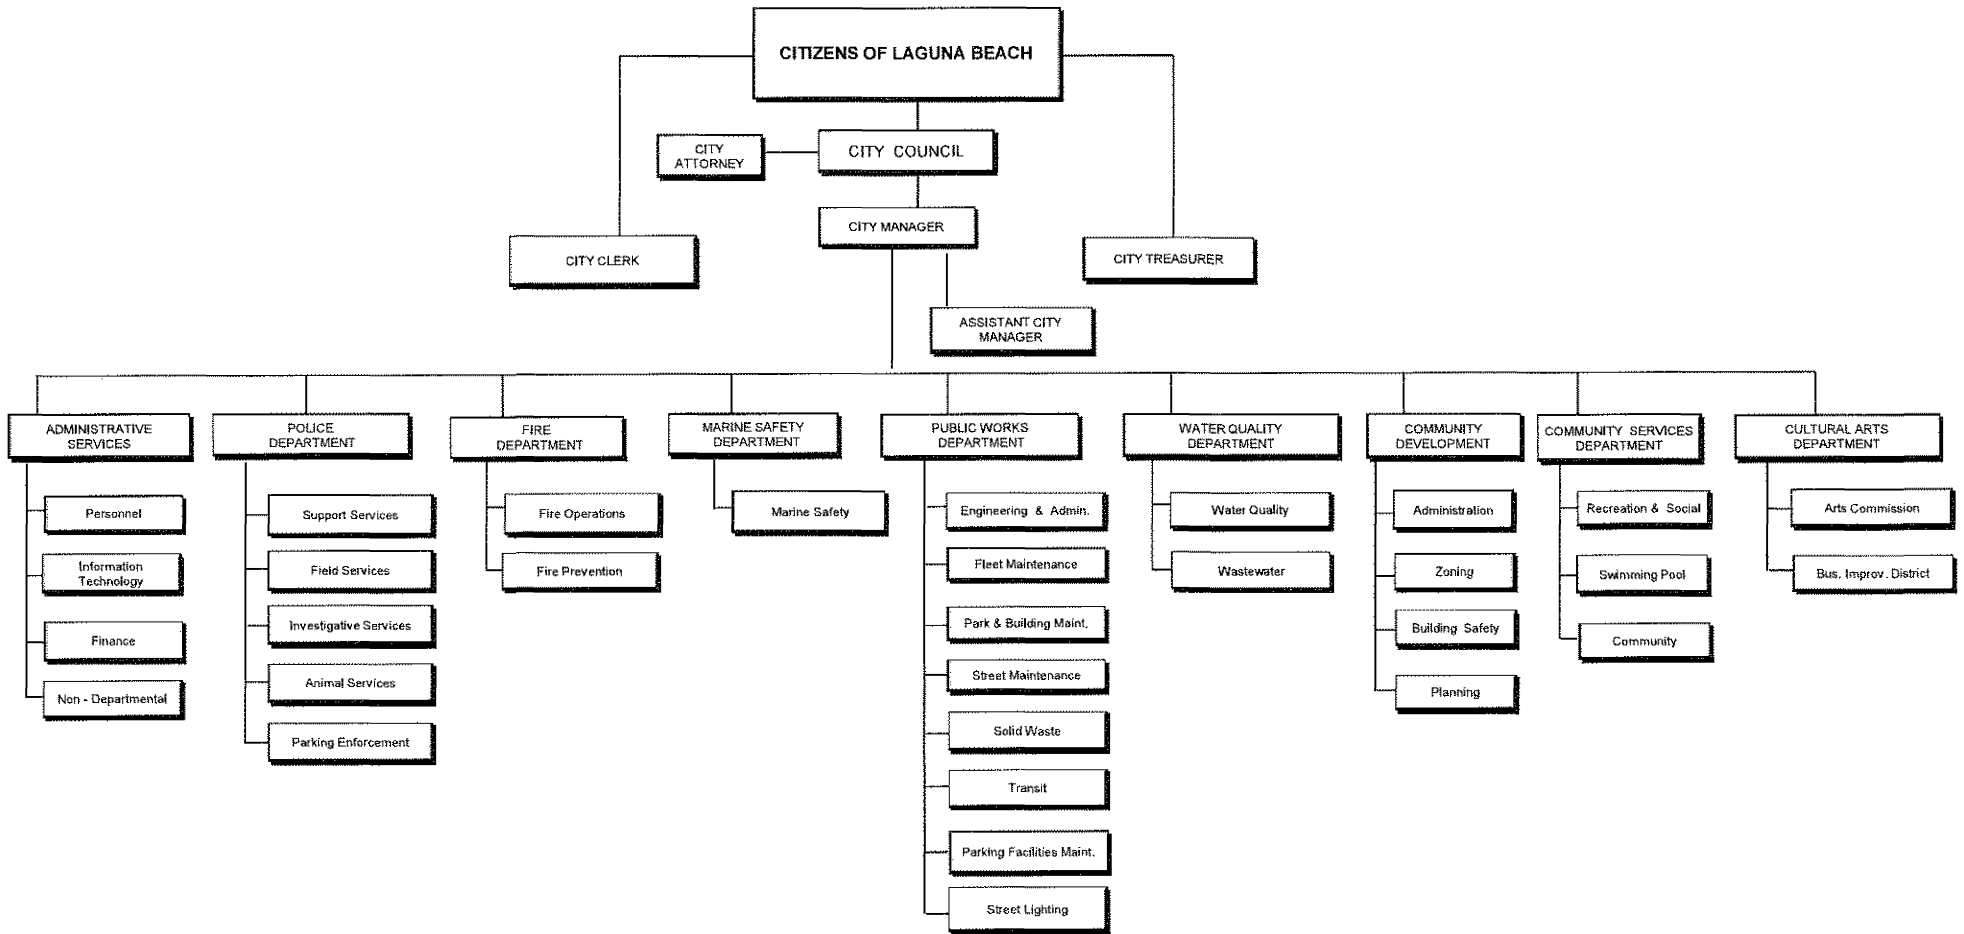 CITIZENS OF LAGUNA BEACH
CITY
ATTORNEY
CITY COUNCIL
CITY MANAGER
CITY CLERK
CITY TREASURER
ASSISTANT CITY
MANAGER
ADMINISTRATIVE
SERVICES
Personnel
Information
Technology
Finance
Non - Departmental
POLICE
DEPARTMENT
Support Services
Field Services
Investigative Services
Animal Services
Parking Enforcement
FIRE
DEPARTMENT
Fire Operations
Fire Prevention
MARINE SAFETY
DEPARTMENT
Marine Safety
PUBLIC WORKS
DEPARTMENT
Engineering & Admin.
Fleet Maintenance
Park & Building Maint.
Street Maintenance
Solid Waste
Transit
Parking Facilities Maint.
Street Lighting
WATER QUALITY
DEPARTMENT
Water Quality
Wastewater
COMMUNITY
DEVELOPMENT
Administration
Zoning
Building Safety
Planning
COMMUNITY SERVICES
DEPARTMENT
Recreation & Social
Swimming Pool
Community
CULTURAL ARTS
DEPARTMENT
Arts Commission
Bus. Improv. District